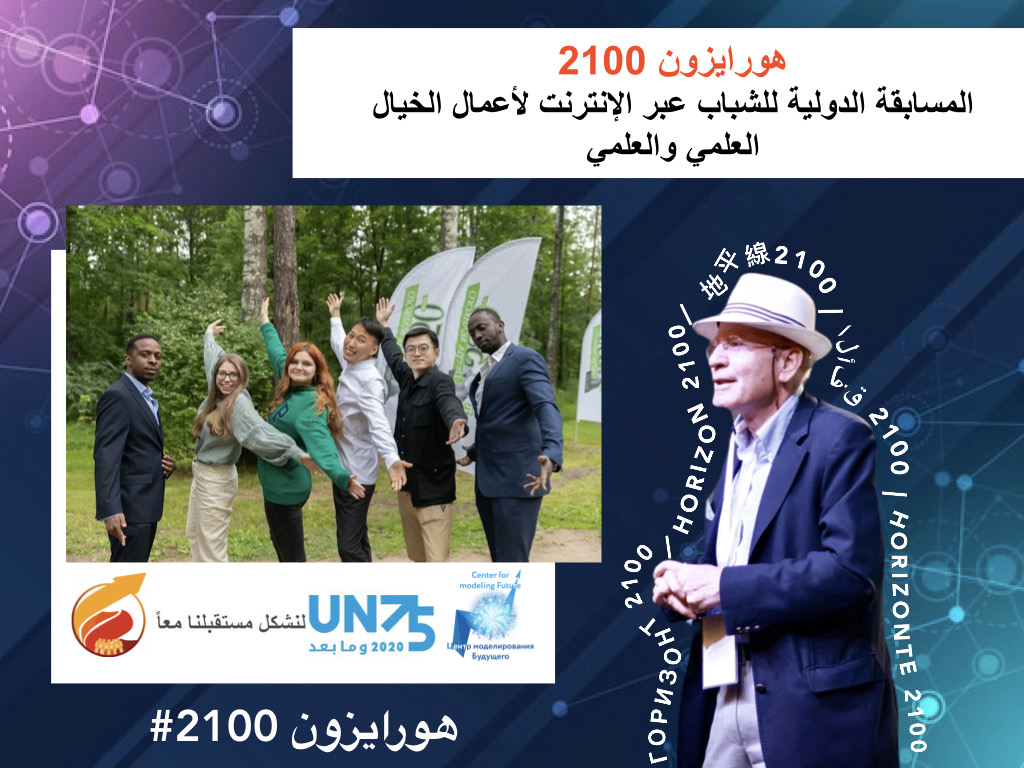 هورايزون 2100
المسابقة الدولية للشباب عبر الإنترنت لأعمال الخيال
العلمي والعلمي
ГОРИЗОНТ 2100 / HORIZON 2100 / 地平線2100 | الأفق 2100 | HORIZONTE 2100
لنشكل مستقبلنا معاً
UN75
2020 وما بعد
Center for
modeling Future
Центр моделирования
Будущего
#هورايزون 2100